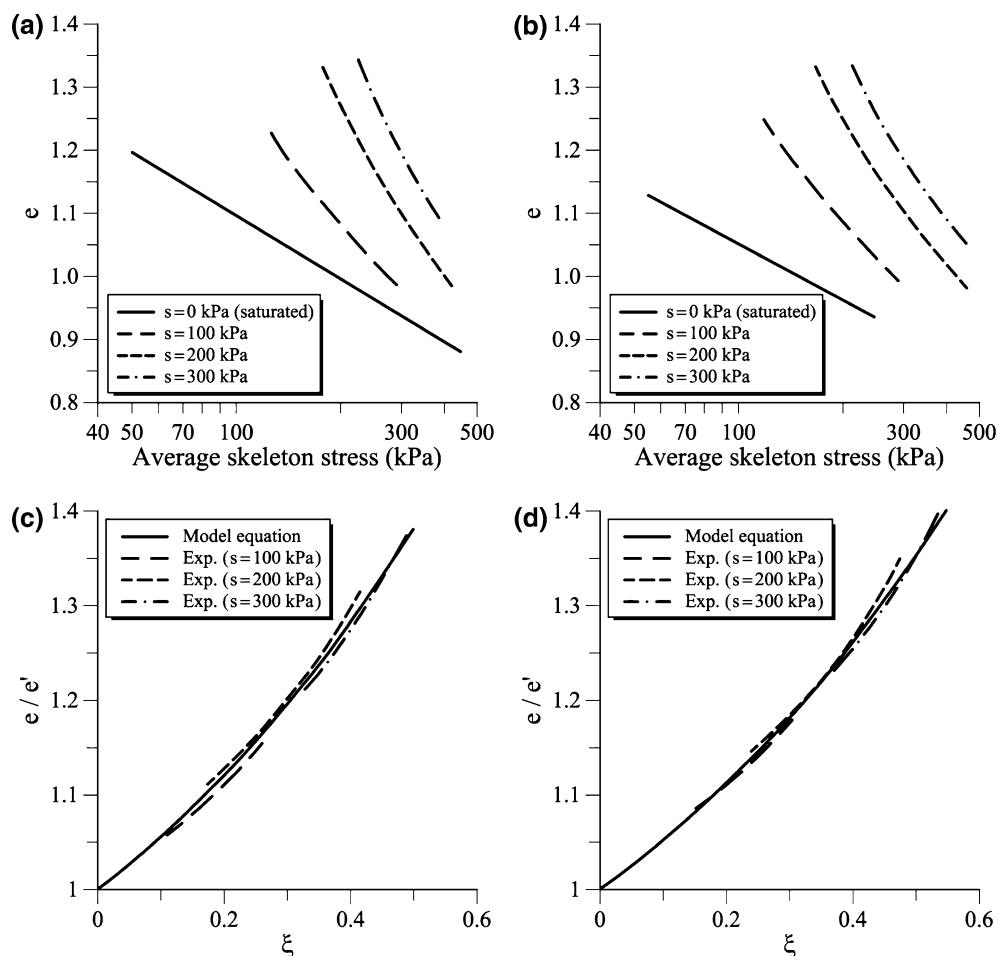 (a)
1.4
1.3
1.2
1.1
1.0
0.9
0.8
e
s=0 kPa (saturated)
s=100 kPa
s=200 kPa
s=300 kPa
40 50 70 100 300 500
Average skeleton stress (kPa)
(b)
1.4
1.3
1.2
1.1
1.0
0.9
0.8
e
s=0 kPa (saturated)
s=100 kPa
s=200 kPa
s=300 kPa
40 50 70 100 300 500
Average skeleton stress (kPa)
(c)
1.4
1.3
1.2
1.1
1
e / e'
Model equation
Exp. (s=100 kPa)
Exp. (s=200 kPa)
Exp. (s=300 kPa)
0 0.2 0.4 0.6
ξ
(d)
1.4
1.3
1.2
1.1
1
e / e'
Model equation
Exp. (s=100 kPa)
Exp. (s=200 kPa)
Exp. (s=300 kPa)
0 0.2 0.4 0.6
ξ